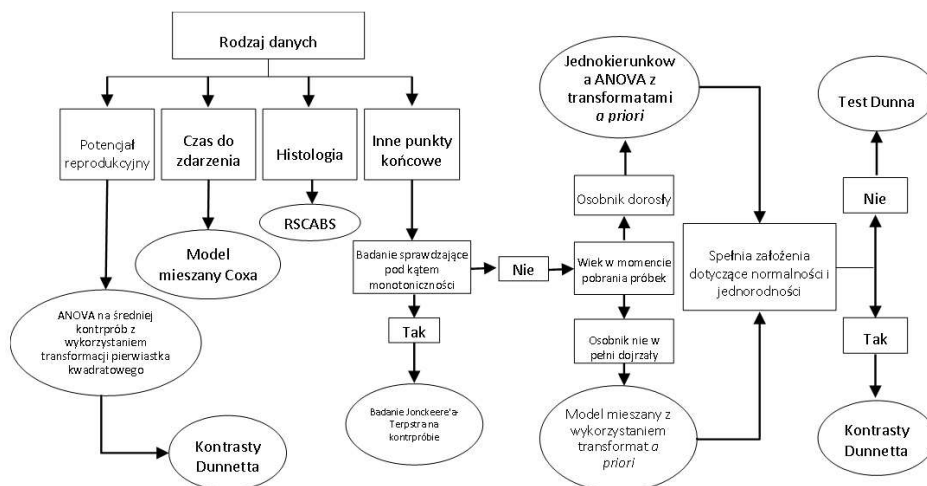 Rodzaj danych
Potencjał
reprodukcyjny
Czas do
zdarzenia
Histologia
Inne punkty
końcowe
ANOVA na średniej
kontrprób z
wykorzystaniem
transformacji pierwiastka
kwadratowego
Kontrasty
Dunnetta
Model
mieszany Coxa
RSCABS
Badanie sprawdzające
pod kątem
monotoniczności
Nie
Tak
Badanie Jonckeere'a-
Terpstra na
kontrpróbie
Wiek w momencie
pobrania próbek
Osobnik dorosły
Jednokierunkow
a ANOVA z
transformatami
a priori
Osobnik nie w
pełni dojrzały
Model mieszany z
wykorzystaniem
transformat a
priori
Spełnia założenia
dotyczące normalności i
jednorodności
Nie
Test Dunna
Tak
Kontrasty
Dunnetta